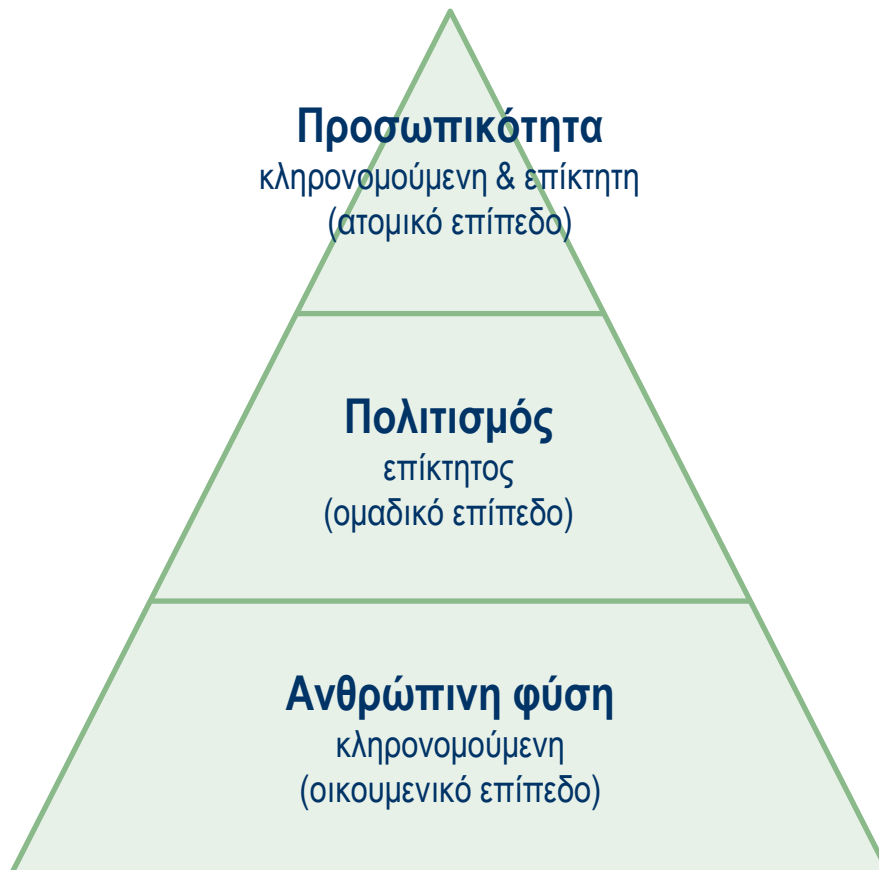 Προσωπικότητα
κληρονομούμενη & επίκτητη
(ατομικό επίπεδο)
Πολιτισμός
επίκτητος
(ομαδικό επίπεδο)
Ανθρώπινη φύση
κληρονομούμενη
(οικουμενικό επίπεδο)